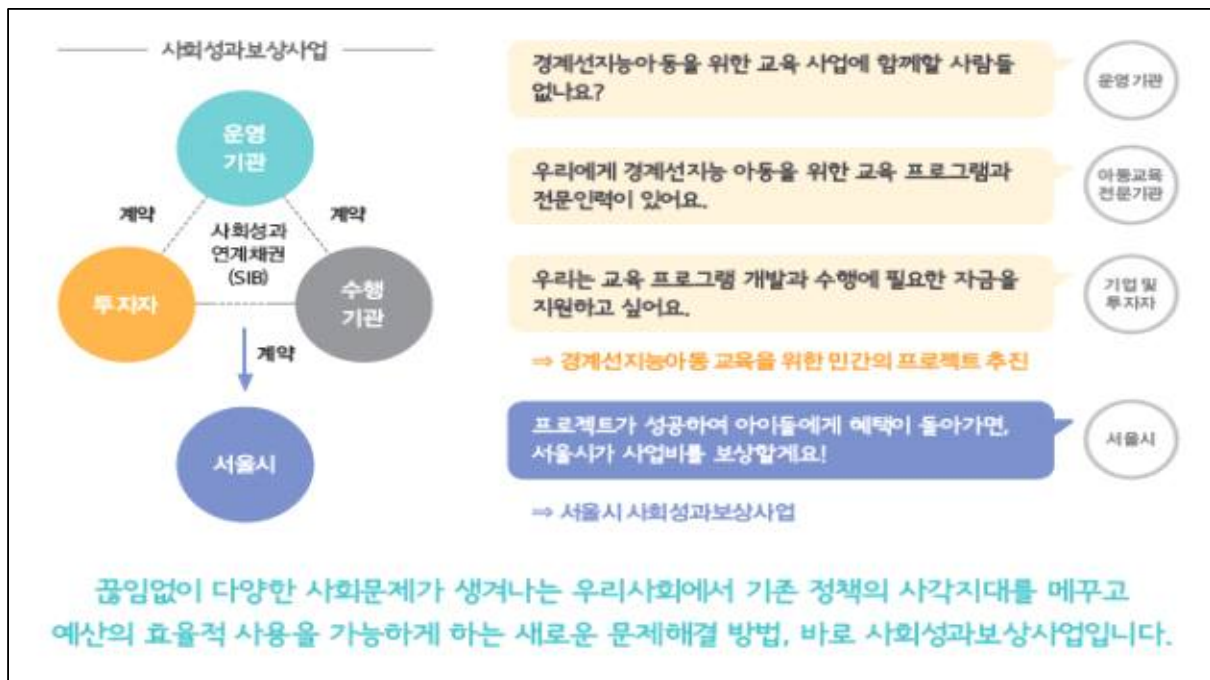 사회성과보상사업
운영
기관
계약
계약
사회성과
연계채권
(SIB)
투자자
수행
기관
계약
서울시
경계선지능아동을 위한 교육 사업에 함께할 사람들
없나요?
운영기관
우리에게 경계선지능 아동을 위한 교육 프로그램과
전문인력이 있어요.
아동교육
전문기관
우리는 교육 프로그램 개발과 수행에 필요한 자금을
지원하고 싶어요.
기업 및
투자자
⇒ 경계선지능아동 교육을 위한 민간의 프로젝트 추진
프로젝트가 성공하여 아이들에게 혜택이 돌아가면,
서울시가 사업비를 보상할게요!
서울시
⇒ 서울시 사회성과보상사업
끊임없이 다양한 사회문제가 생겨나는 우리사회에서 기존 정책의 사각지대를 메꾸고
예산의 효율적 사용을 가능하게 하는 새로운 문제해결 방법, 바로 사회성과보상사업입니다.